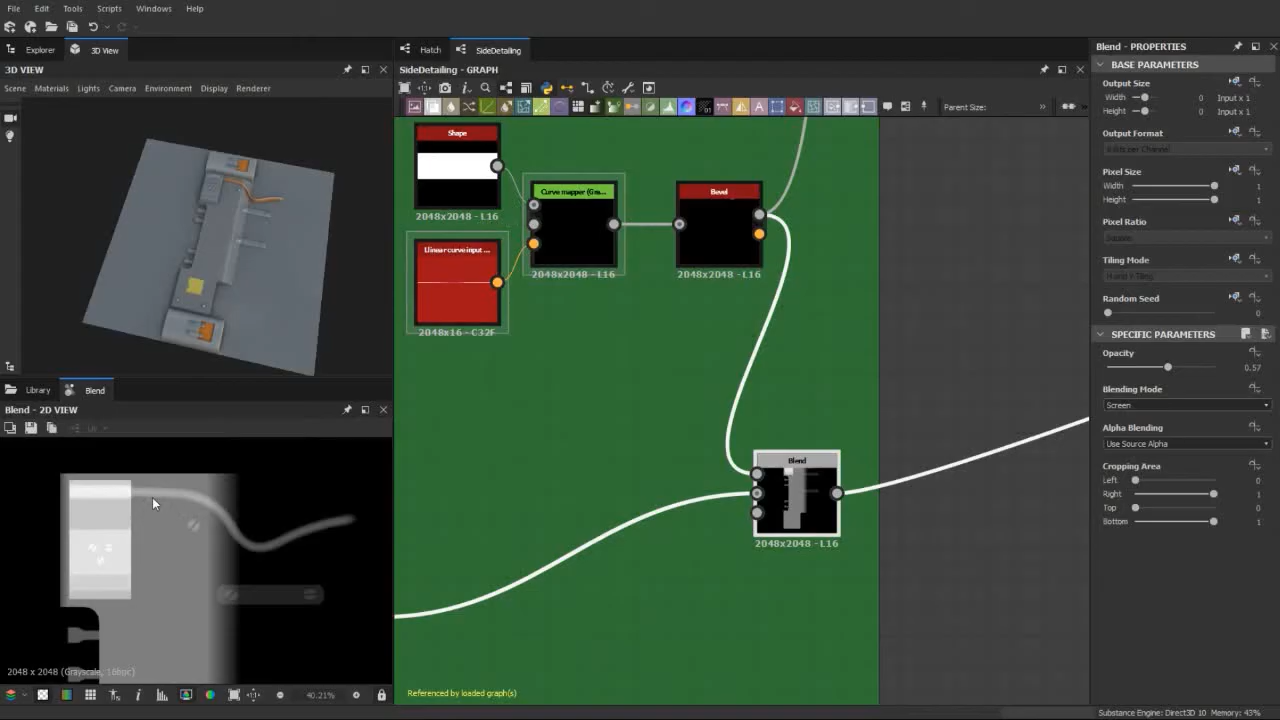 File Edit Tools Scripts Windows Help
Explorer 3D View
3D VIEW
Scene Materials Lights Camera Environment Display Renderer
Library Blend
Blend - 2D VIEW
2048 x 2048 (Grayscale, 16bpc)
40.21%
Hatch SideDetailing
SideDetailing - GRAPH
Parent Size:
Shape
2048x2048 - L16
Curve mapper (Gra...
2048x2048 - L16
Bevel
2048x2048 - L16
2048x16 - C32F
Blend
2048x2048 - L16
Referenced by loaded graph(s)
Blend - PROPERTIES
BASE PARAMETERS
Output Size
Width 0 Input x 1
Height 0 Input x 1
Output Format
Pixel Size
Width 1
Height 1
Pixel Ratio
Square
Tiling Mode
H and V Tiling
Random Seed
0
SPECIFIC PARAMETERS
Opacity
0.57
Blending Mode
Screen
Alpha Blending
Use Source Alpha
Cropping Area
Left 0
Right 1
Top 0
Bottom 1
Substance Engine: Direct3D 10 Memory: 43%